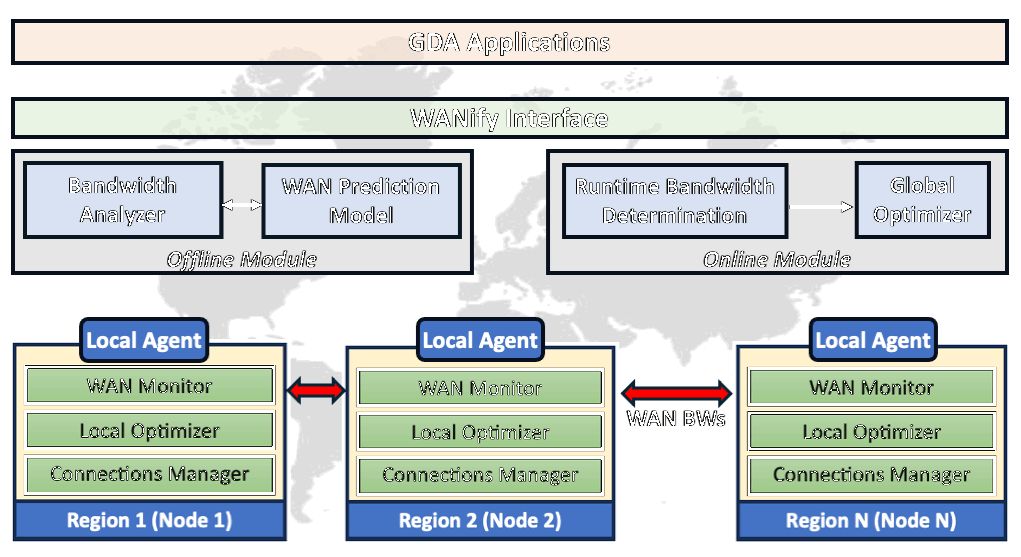 GDA Applications
WANify Interface
Bandwidth
Analyzer
WAN Prediction
Model
Offline Module
Runtime Bandwidth
Determination
Global
Optimizer
Online Module
Local Agent
WAN Monitor
Local Optimizer
Connections Manager
Region 1 (Node 1)
Local Agent
WAN Monitor
Local Optimizer
Connections Manager
Region 2 (Node 2)
WAN BWs
Local Agent
WAN Monitor
Local Optimizer
Connections Manager
Region N (Node N)